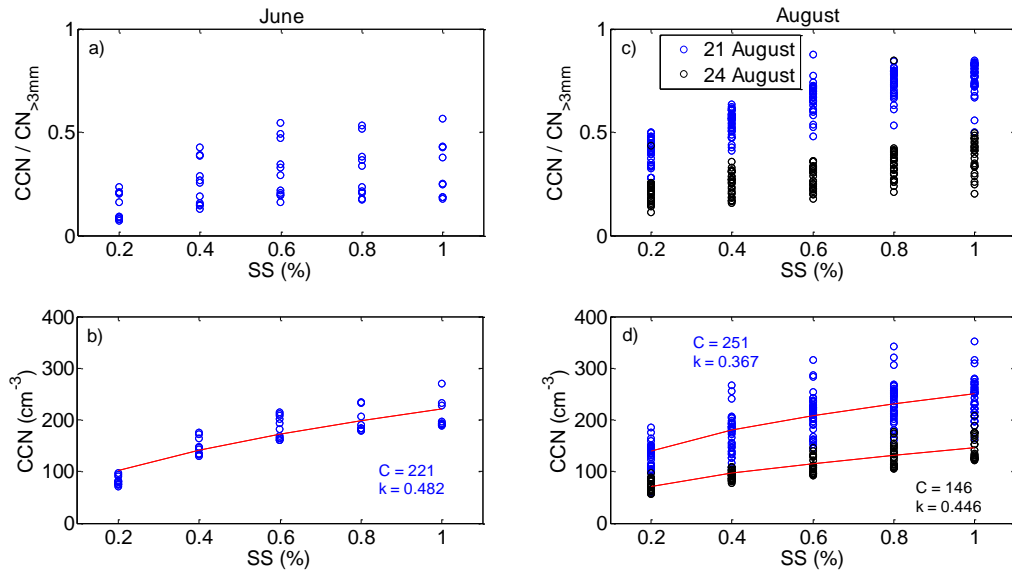 June
a)
CCN / CN>3mm
1
0.5
0
0.2 0.4 0.6 0.8 1
SS (%)
August
c)
21 August
24 August
CCN / CN>3mm
1
0.5
0
0.2 0.4 0.6 0.8 1
SS (%)
b)
CCN (cm-3)
400
300
200
100
0
C = 221
k = 0.482
0.2 0.4 0.6 0.8 1
SS (%)
d)
CCN (cm-3)
400
300
200
100
0
C = 251
k = 0.367
C = 146
k = 0.446
0.2 0.4 0.6 0.8 1
SS (%)